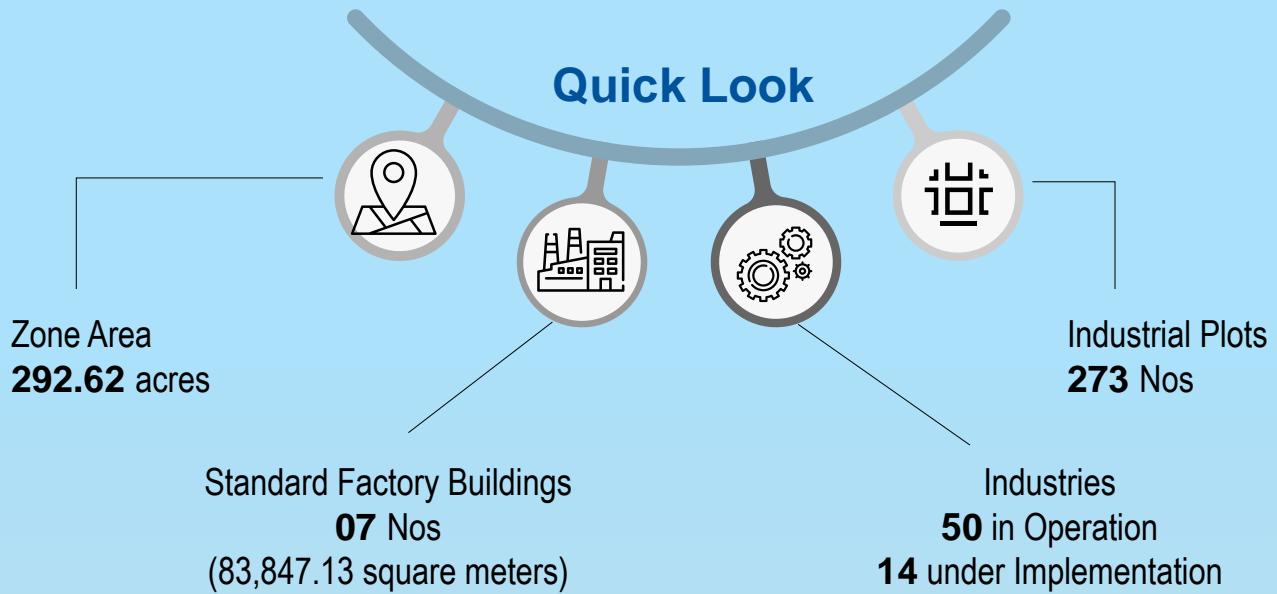 Quick Look
Zone Area
292.62 acres
Standard Factory Buildings
07 Nos
(83,847.13 square meters)
Industries
50 in Operation
14 under Implementation
Industrial Plots
273 Nos